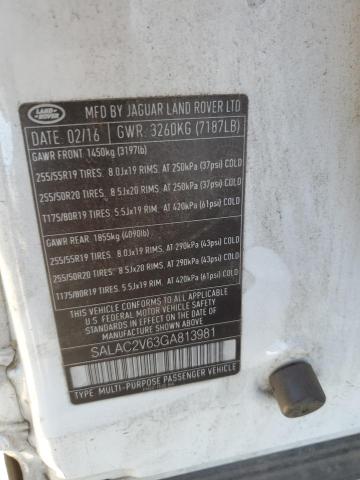 LAND ROVER
MFD BY JAGUAR LAND ROVER LTD
DATE: 02/16 GWR: 3260KG (7187LB)
GAWR FRONT: 1450kg (3197lb)
255/55R19 TIRES 8.0Jx19 RIMS. AT 250kPa (37psi) COLD
255/50R20 TIRES 8.5Jx20 RIMS. AT 250kPa (37psi) COLD
T175/80R19 TIRES 5.5Jx19 RIM. AT 420kPa (61psi) COLD
GAWR REAR: 1855kg (4090lb)
255/55R19 TIRES 8.0Jx19 RIMS. AT 290kPa (43psi) COLD
255/50R20 TIRES 8.5Jx20 RIMS. AT 290kPa (43psi) COLD
T175/80R19 TIRES 5.5Jx19 RIM. AT 420kPa (61psi) COLD
THIS VEHICLE CONFORMS TO ALL
APPLICABLE FEDERAL MOTOR VEHICLE SAFETY
STANDARDS IN EFFECT ON THE DATE OF
MANUFACTURE SHOWN ABOVE
SALAC2V63GA813981
TYPE: MULTI-PURPOSE PASSENGER VEHICLE